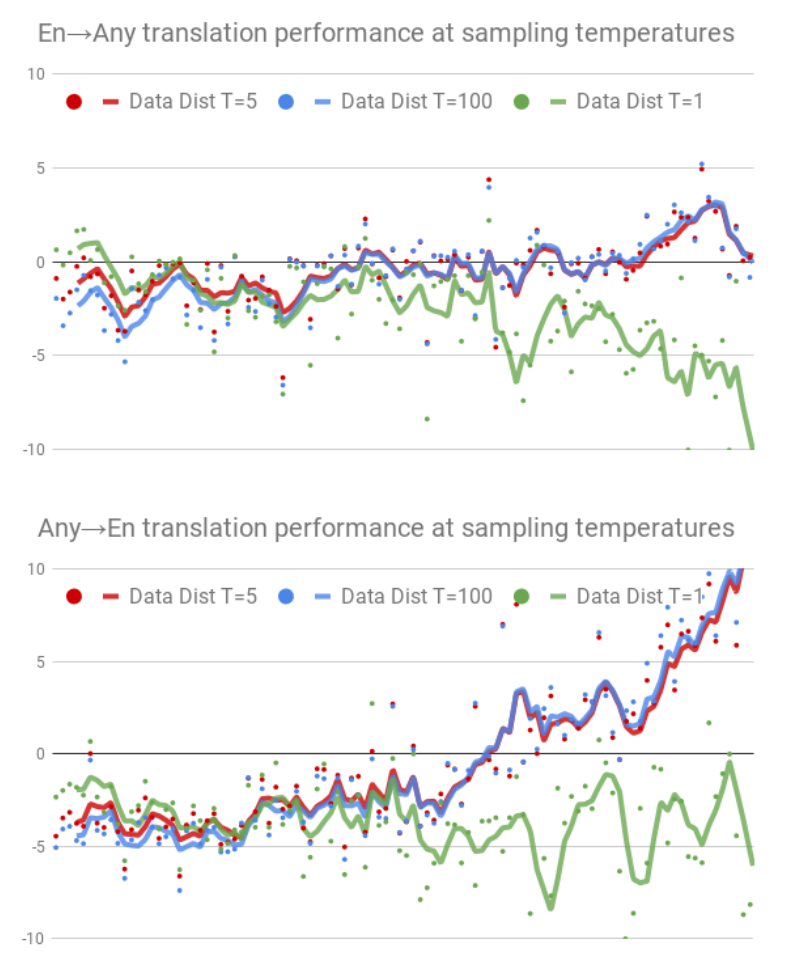 En→Any translation performance at sampling temperatures
10
Data Dist T=5 Data Dist T=100 Data Dist T=1
5
0
-5
-10
Any→En translation performance at sampling temperatures
10
Data Dist T=5 Data Dist T=100 Data Dist T=1
5
0
-5
-10